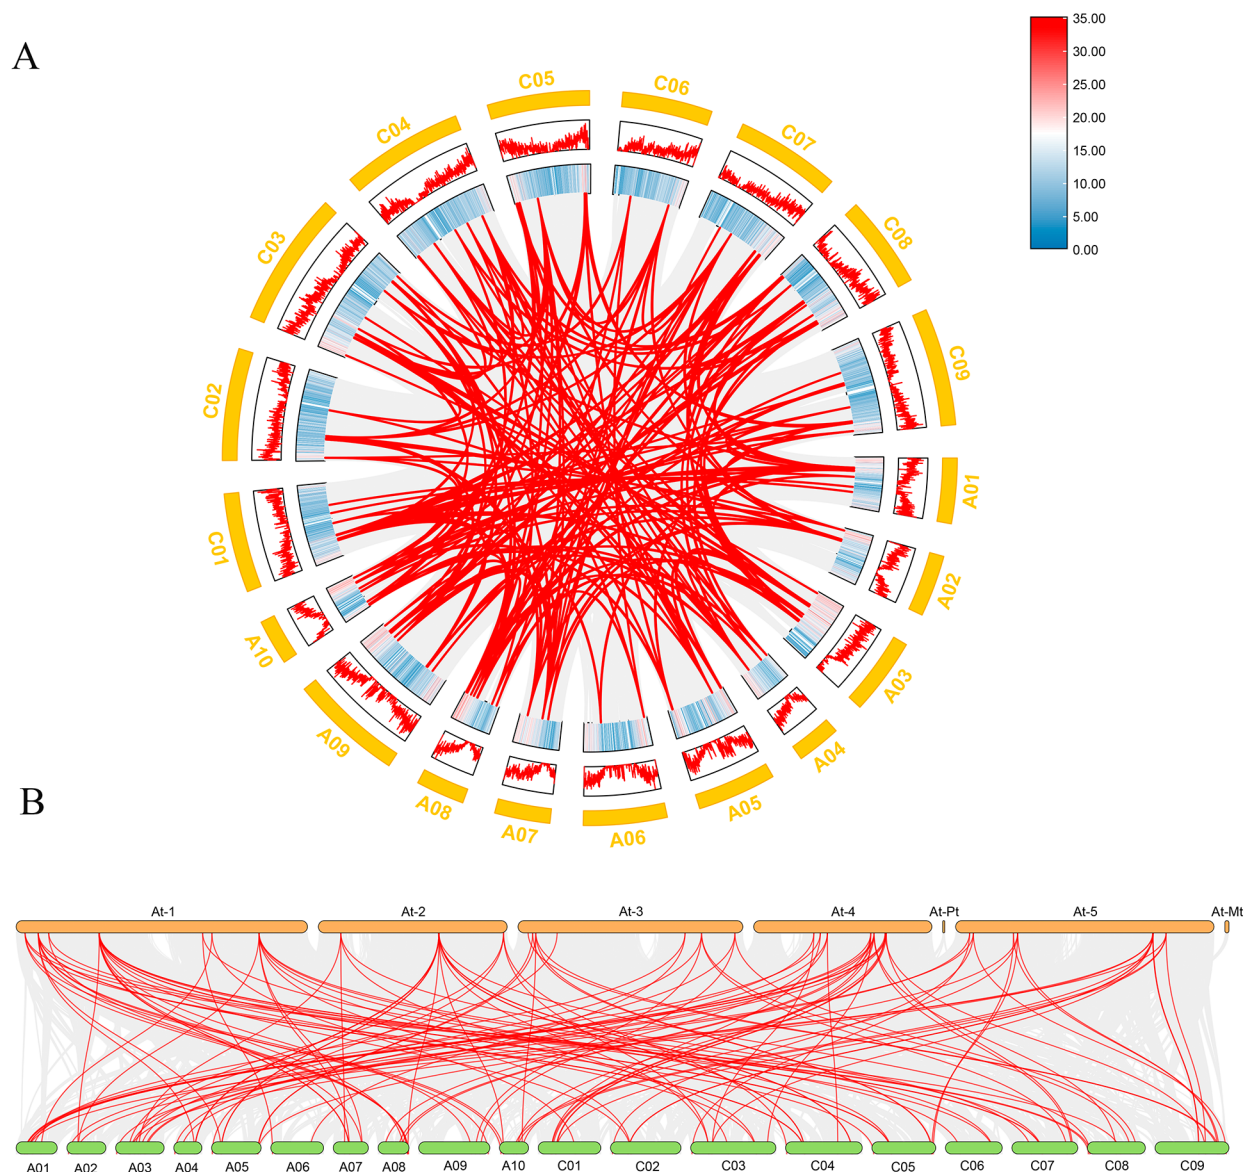 A
35.00
30.00
25.00
20.00
15.00
10.00
5.00
0.00
C05
C06
C04
C07
C03
C08
C02
C09
C01
A01
A10
A02
A09
A03
A08
A04
A07
A05
A06
B
At-1 At-2 At-3 At-4 At-Pt At-5 At-Mt
A01 A02 A03 A04 A05 A06 A07 A08 A09 A10 C01 C02 C03 C04 C05 C06 C07 C08 C09